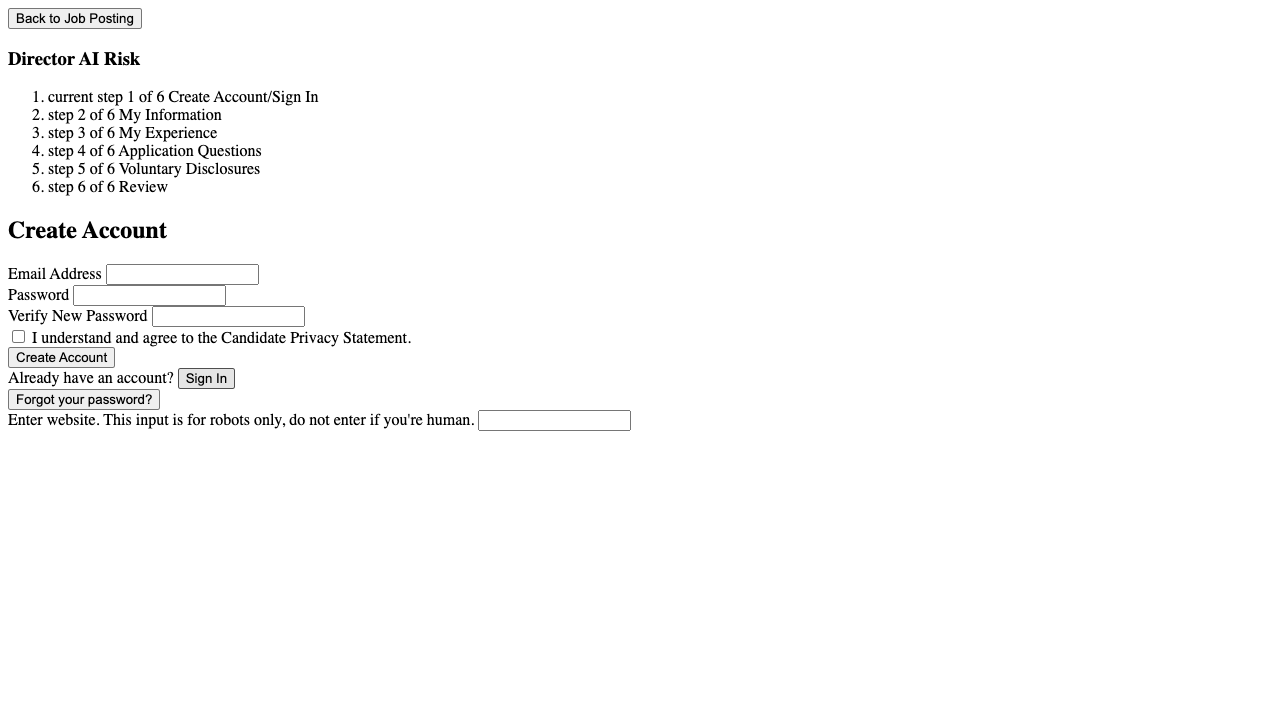 Back to Job Posting
Director AI Risk
1. current step 1 of 6 Create Account/Sign In
2. step 2 of 6 My Information
3. step 3 of 6 My Experience
4. step 4 of 6 Application Questions
5. step 5 of 6 Voluntary Disclosures
6. step 6 of 6 Review
Create Account
Email Address
Password
Verify New Password
I understand and agree to the Candidate Privacy Statement.
Create Account
Already have an account? Sign In
Forgot your password?
Enter website. This input is for robots only, do not enter if you're human.